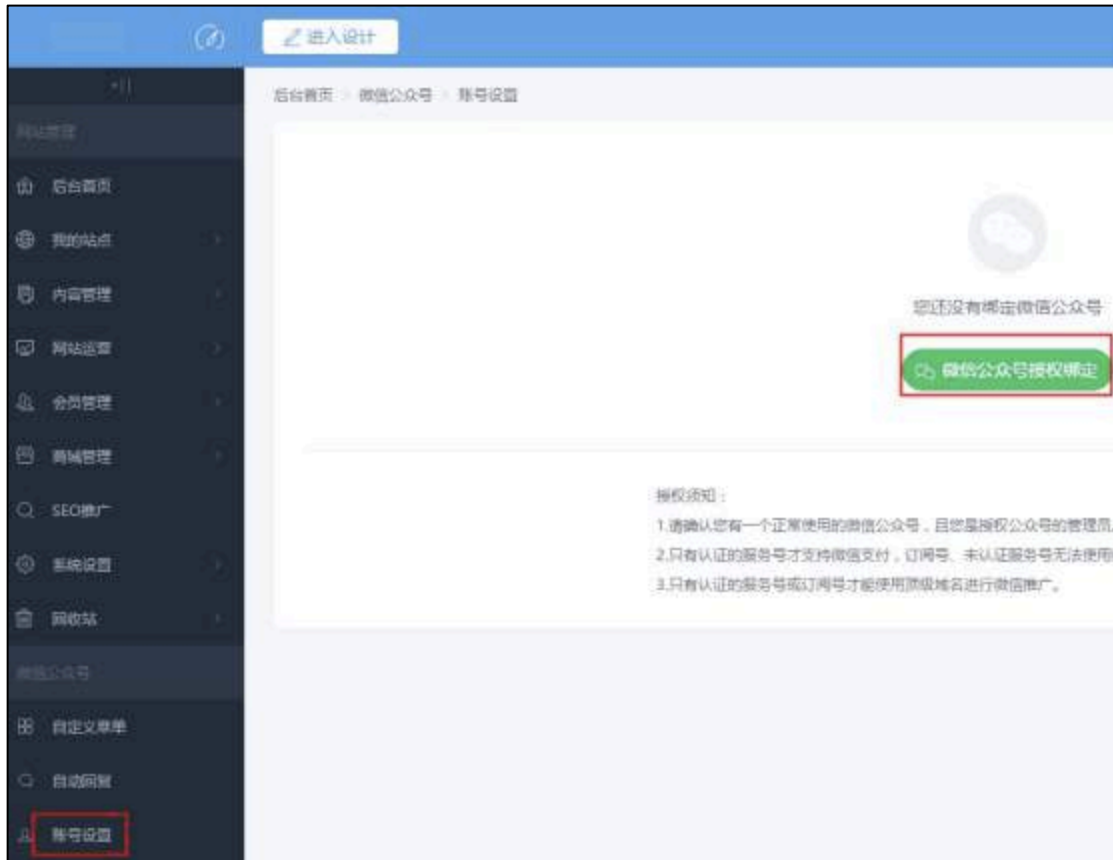 进入设计
后台首页 > 微信公众号 > 账号设置
网站管理
后台首页
我的站点
内容管理
网站运营
会员管理
商城管理
SEO推广
系统设置
回收站
微信公众号
自定义菜单
自动回复
账号设置
您还没有绑定微信公众号
微信公众号授权绑定
授权须知：
1.请确认您有一个正常使用的微信公众号，且您是授权公众号的管理员
2.只有认证的服务号才支持微信支付，订阅号、未认证服务号无法使用
3.只有认证的服务号或订阅号才能使用顶级域名进行微信推广。